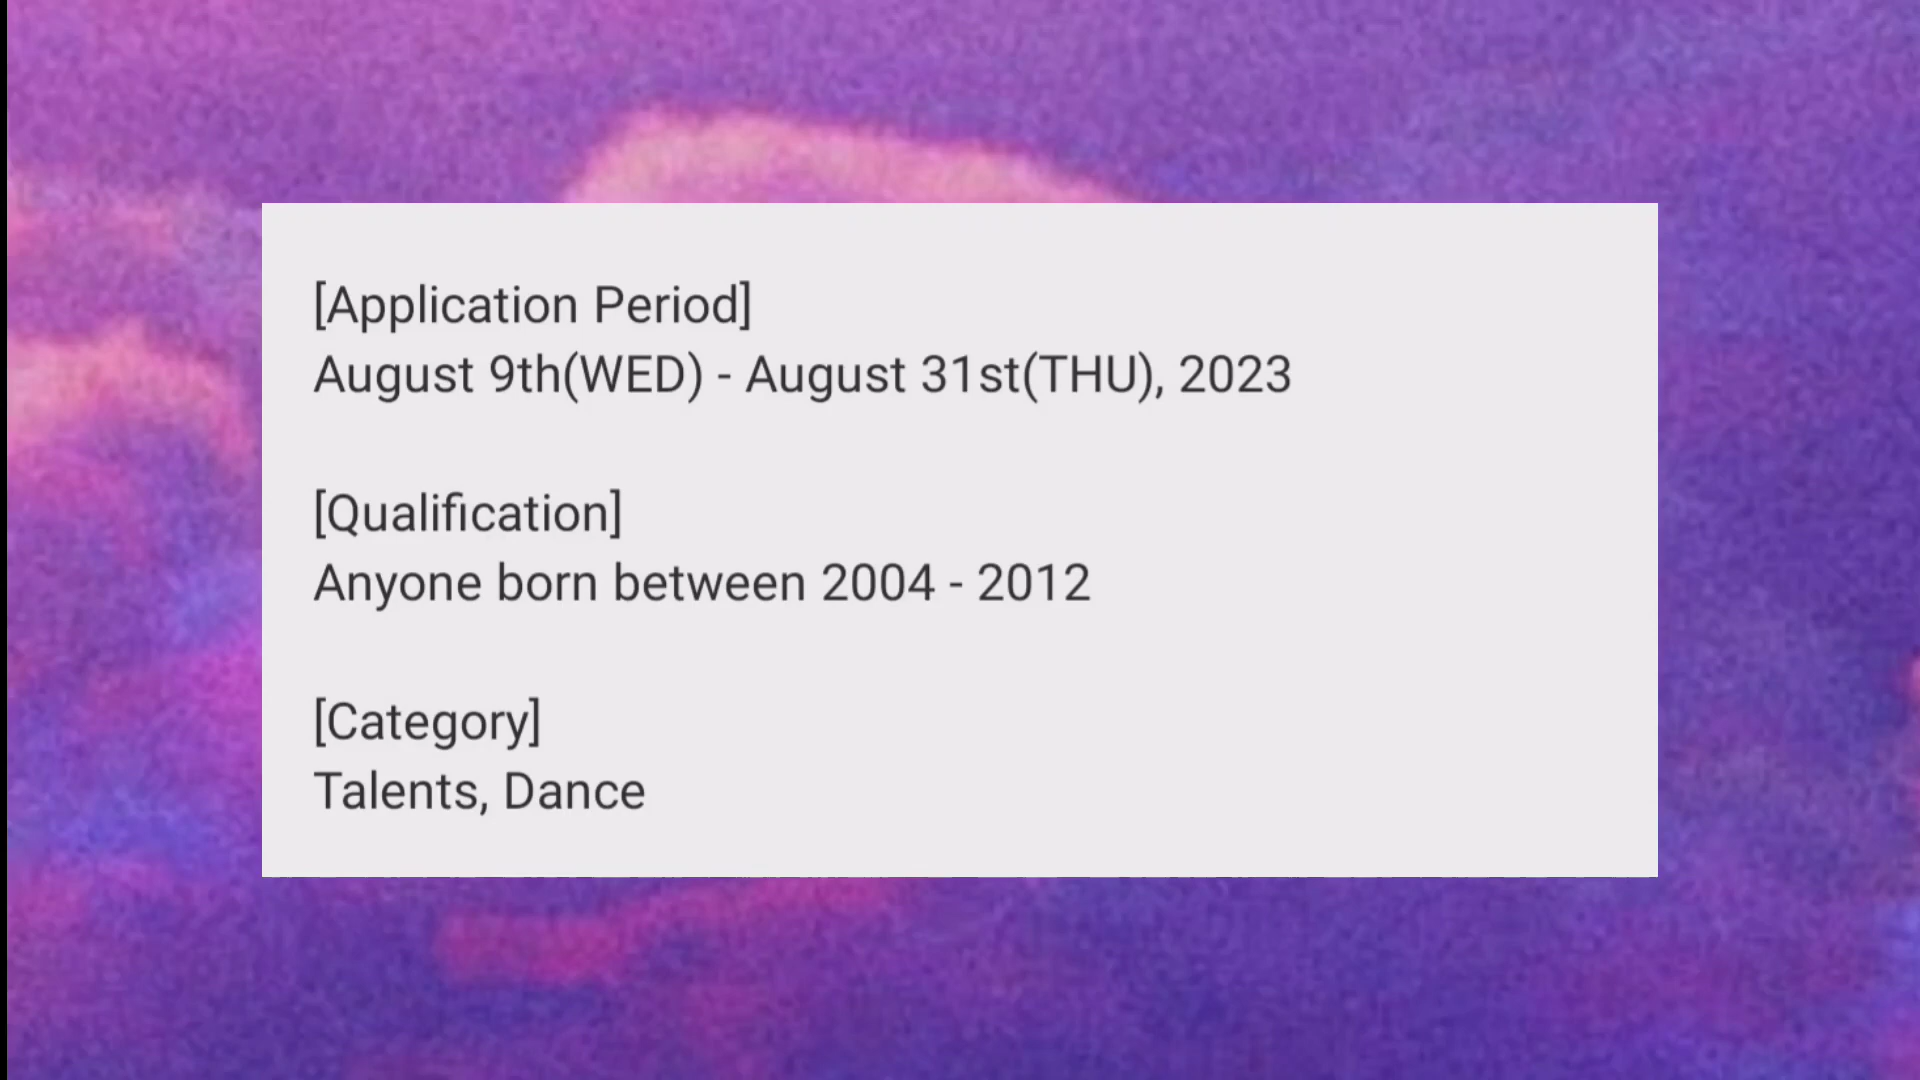 [Application Period]
August 9th(WED) - August 31st(THU), 2023
[Qualification]
Anyone born between 2004 - 2012
[Category]
Talents, Dance